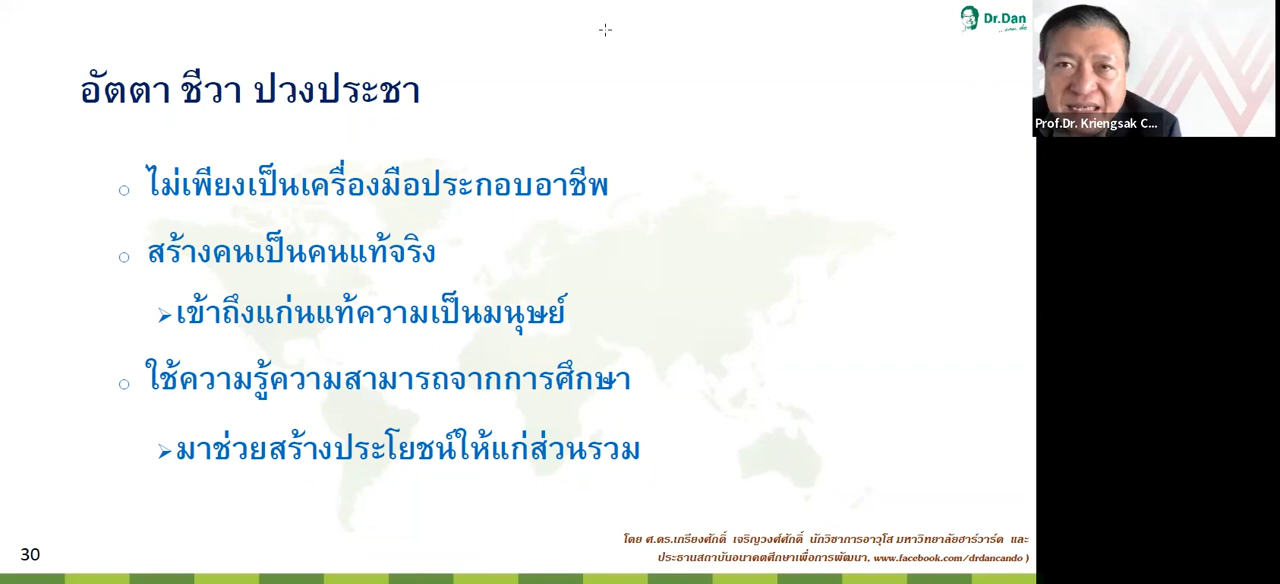 Dr.Dan
...can do
Prof.Dr. Kriengsak C...
อัตตา ชีวา ปวงประชา
ไม่เพียงเป็นเครื่องมือประกอบอาชีพ
สร้างคนเป็นคนแท้จริง
เข้าถึงแก่นแท้ความเป็นมนุษย์
ใช้ความรู้ความสามารถจากการศึกษา
มาช่วยสร้างประโยชน์ให้แก่ส่วนรวม
โดย ศ.ดร.เกรียงศักดิ์ เจริญวงศ์ศักดิ์ นักวิชาการอาวุโส มหาวิทยาลัยฮาร์วาร์ด และ
ประธานสถาบันอนาคตศึกษาเพื่อการพัฒนา, www.facebook.com/drdancando )
30